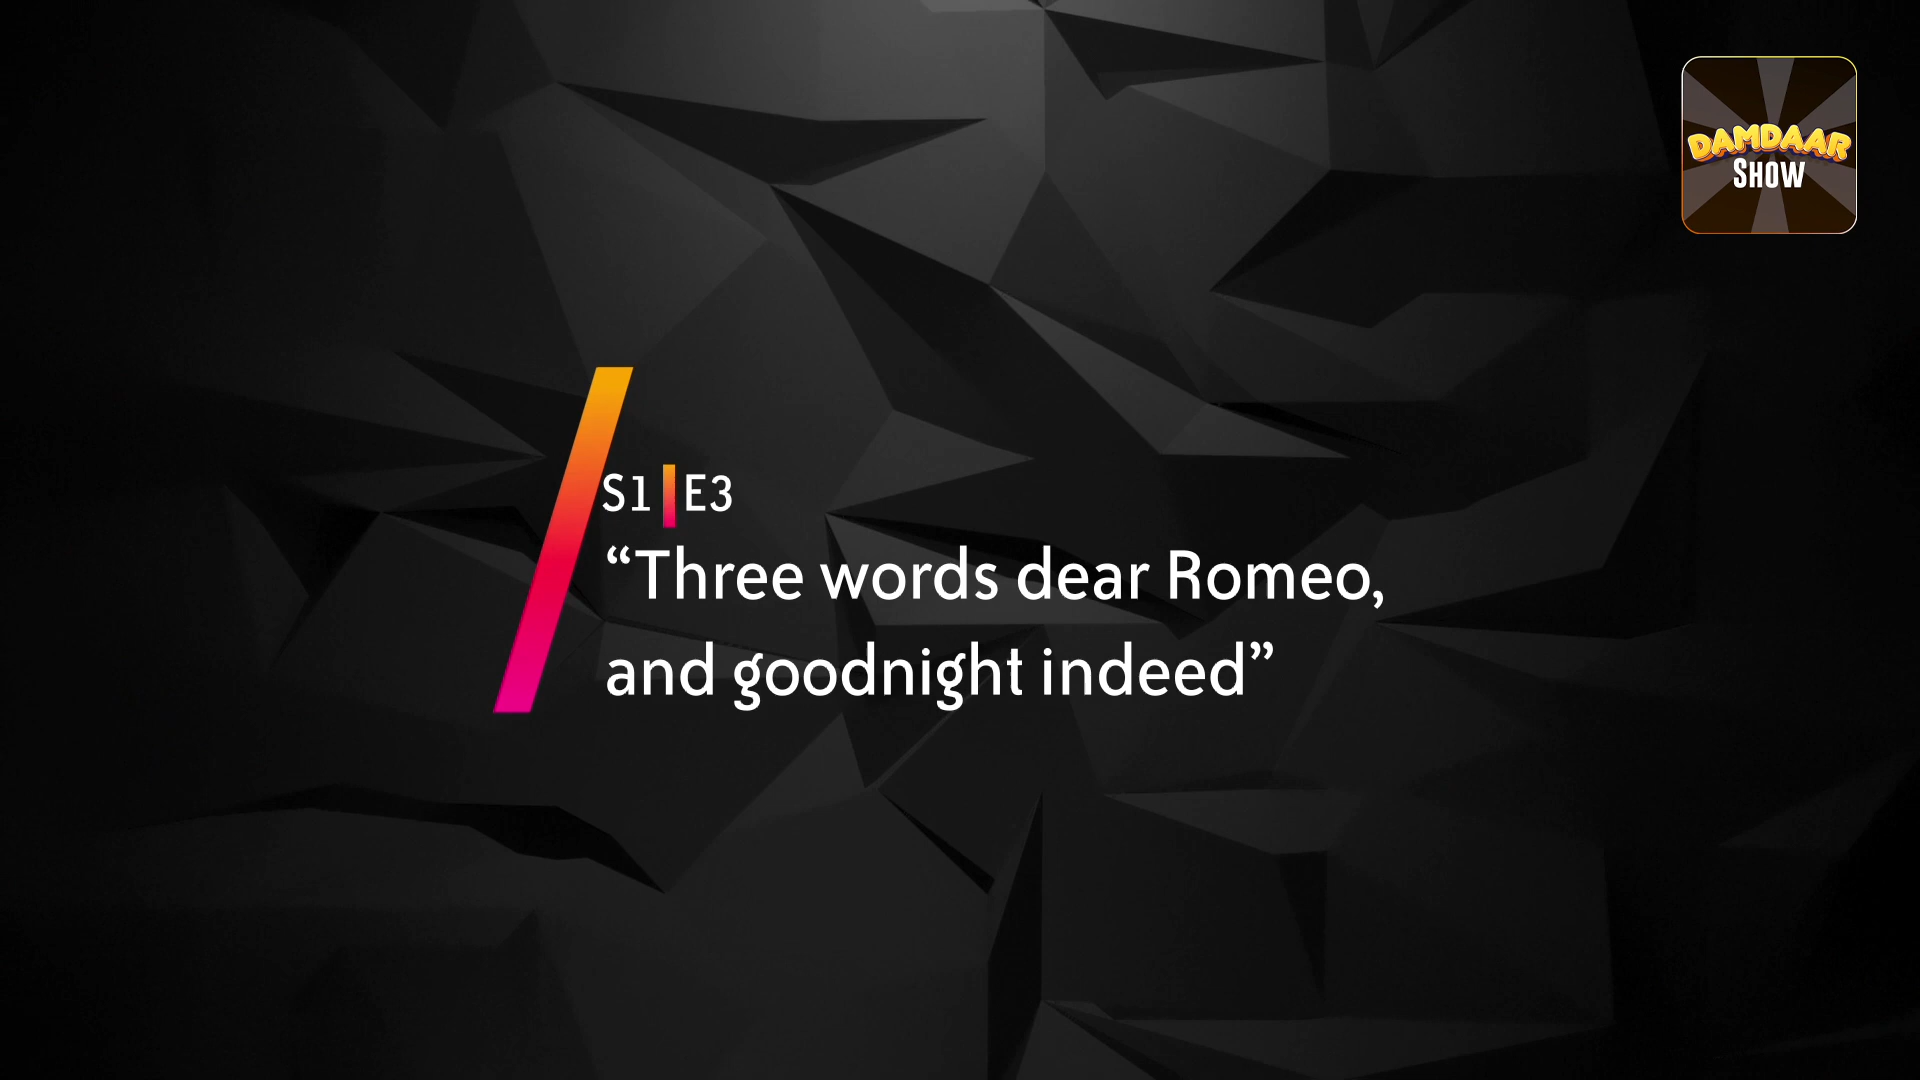 DAMDAAR
SHOW
S1 E3
“Three words dear Romeo,
and goodnight indeed”